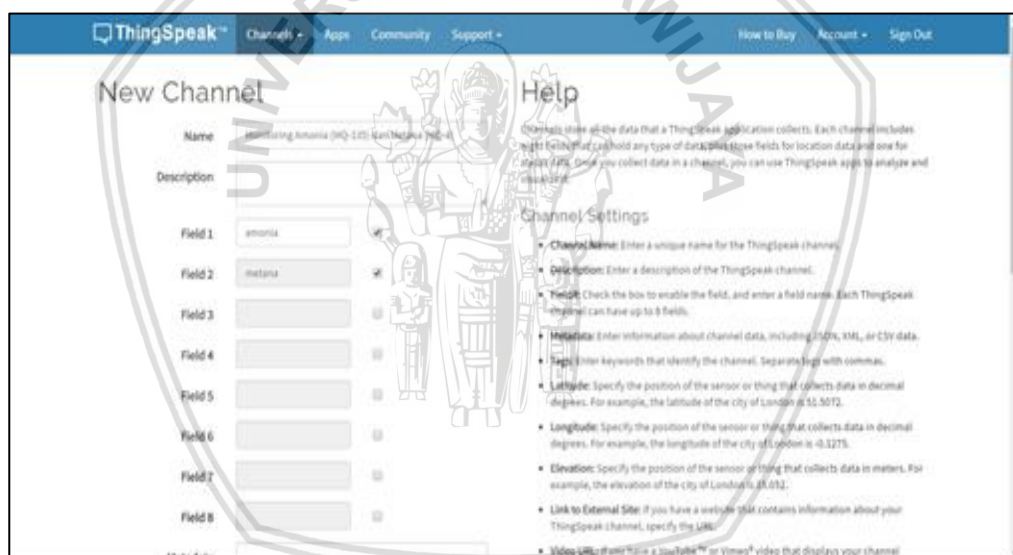 ThingSpeak™ Channels Apps Community Support How to Buy Account Sign Out
New Channel
Name Monitoring Amonia (MQ-135) dan Metana (MQ-4)
Description
Field 1 amonia
Field 2 metana
Field 3
Field 4
Field 5
Field 6
Field 7
Field 8
Help
Channels store all the data that a ThingSpeak application collects. Each channel includes
eight fields that can hold any type of data, plus three fields for location data and one for
status data. Once you collect data in a channel, you can use ThingSpeak apps to analyze and
visualize it.
Channel Settings
Channel Name: Enter a unique name for the ThingSpeak channel.
Description: Enter a description of the ThingSpeak channel.
Field#: Check the box to enable the field, and enter a field name. Each ThingSpeak
channel can have up to 8 fields.
Metadata: Enter information about channel data, including JSON, XML, or CSV data.
Tags: Enter keywords that identify the channel. Separate tags with commas.
Latitude: Specify the position of the sensor or thing that collects data in decimal
degrees. For example, the latitude of the city of London is 51.5072.
Longitude: Specify the position of the sensor or thing that collects data in decimal
degrees. For example, the longitude of the city of London is -0.1275.
Elevation: Specify the position of the sensor or thing that collects data in meters. For
example, the elevation of the city of London is 35.052.
Link to External Site: If you have a website that contains information about your
ThingSpeak channel, specify the URL.
Video URL: If you have a YouTube™ or Vimeo® video that displays your channel